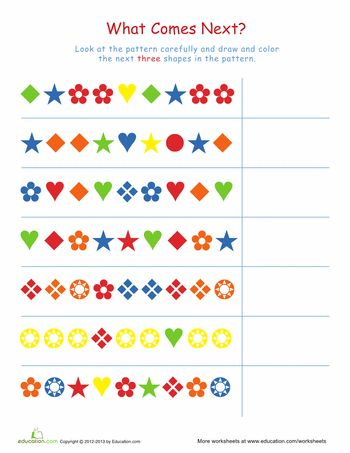 What Comes Next?
Look at the pattern carefully and draw and color
the next three shapes in the pattern.
education.com
Copyright © 2012-2013 by Education.com
More worksheets at www.education.com/worksheets